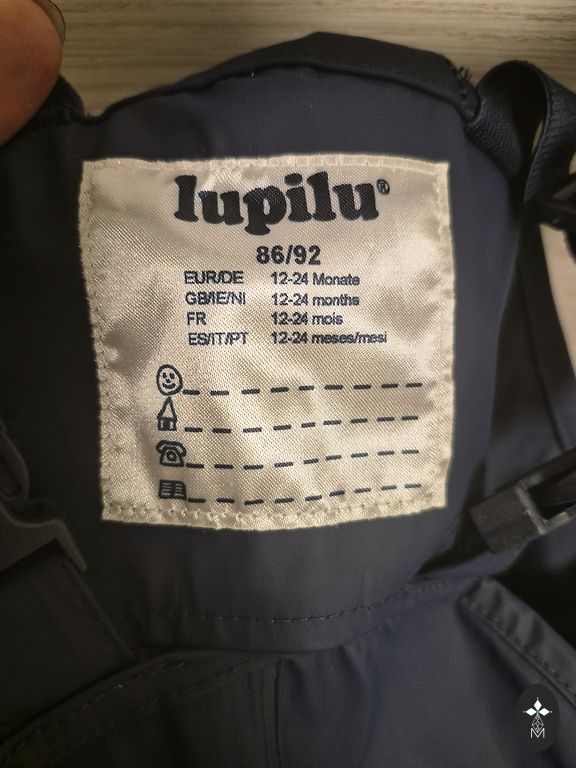 lupilu®
86/92
EUR/DE 12-24 Monate
GB/IE/NI 12-24 months
FR 12-24 mois
ES/IT/PT 12-24 meses/mesi
M